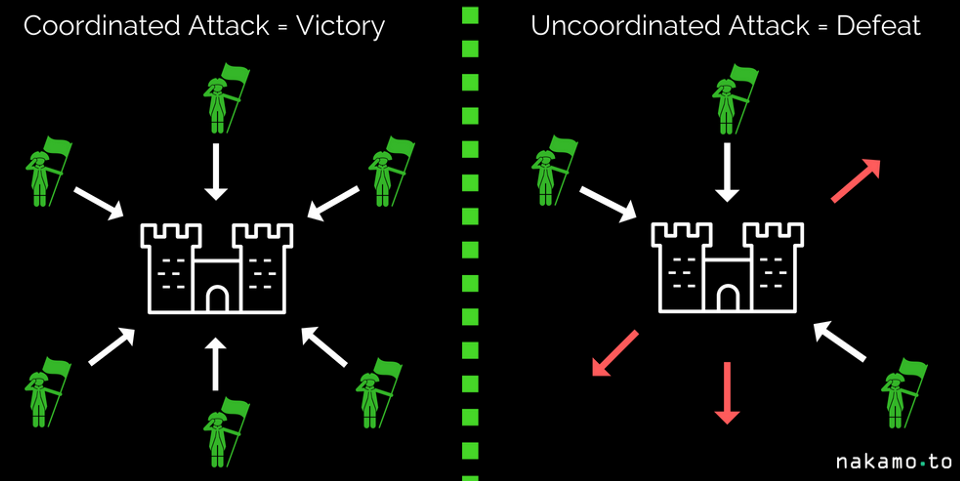 Coordinated Attack = Victory
Uncoordinated Attack = Defeat
nakamo.to